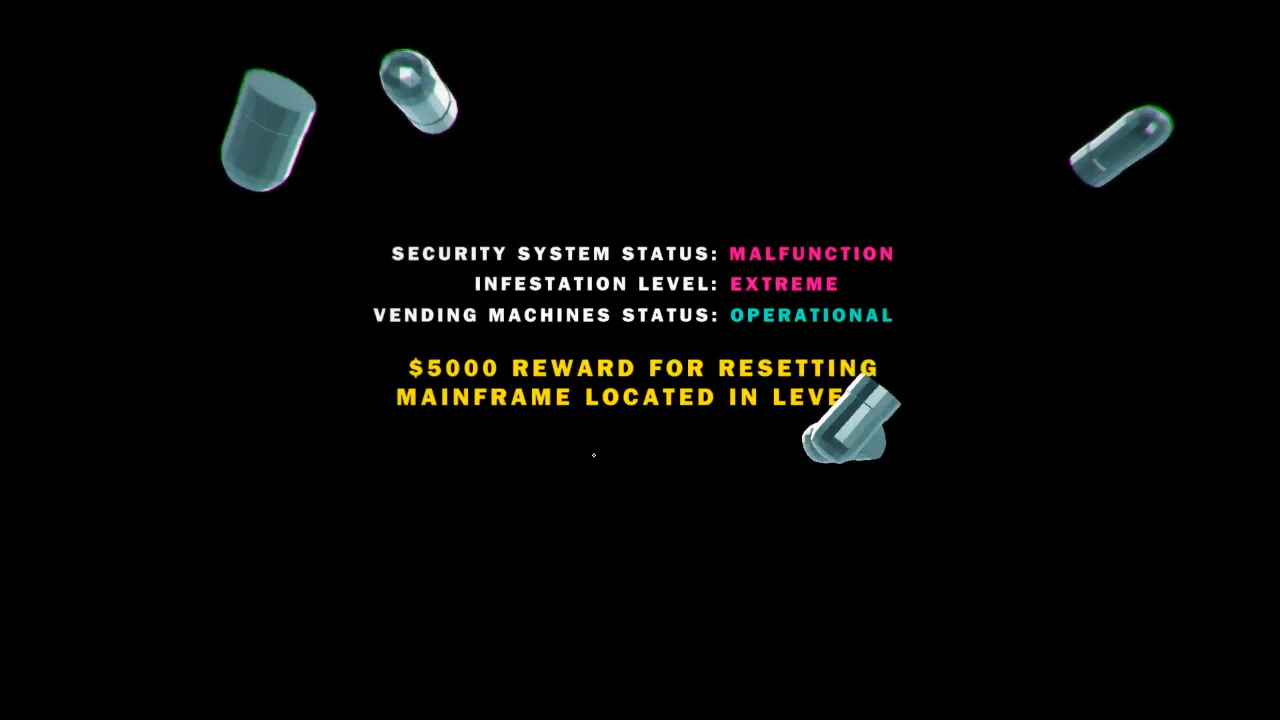 SECURITY SYSTEM STATUS: MALFUNCTION
INFESTATION LEVEL: EXTREME
VENDING MACHINES STATUS: OPERATIONAL
$5000 REWARD FOR RESETTING
MAINFRAME LOCATED IN